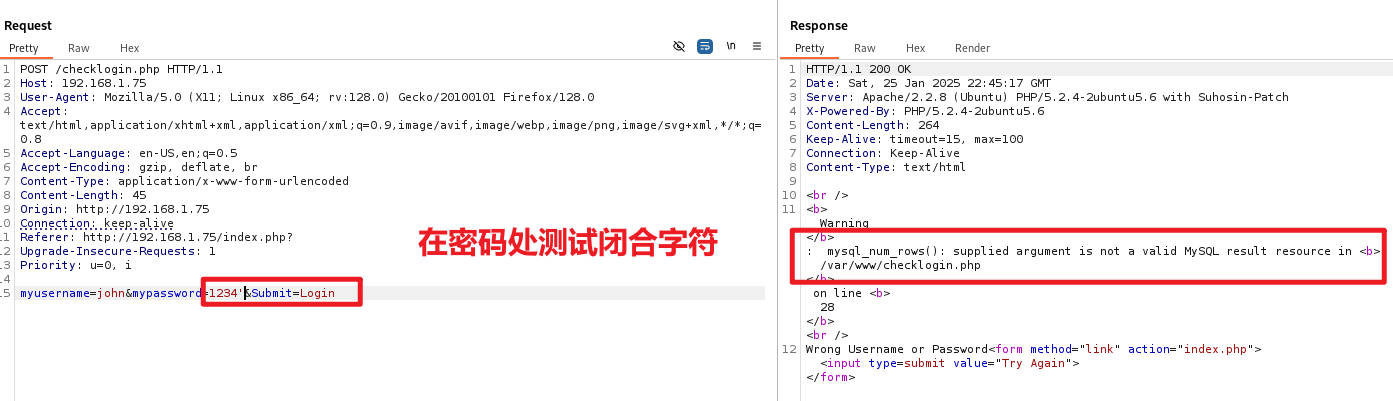 Request
Pretty Raw Hex
\n
1 POST /checklogin.php HTTP/1.1
2 Host: 192.168.1.75
3 User-Agent: Mozilla/5.0 (X11; Linux x86_64; rv:128.0) Gecko/20100101 Firefox/128.0
4 Accept:
text/html,application/xhtml+xml,application/xml;q=0.9,image/avif,image/webp,image/png,image/svg+xml,*/*;q=
0.8
5 Accept-Language: en-US,en;q=0.5
6 Accept-Encoding: gzip, deflate, br
7 Content-Type: application/x-www-form-urlencoded
8 Content-Length: 45
9 Origin: http://192.168.1.75
10 Connection: keep-alive
11 Referer: http://192.168.1.75/index.php?
12 Upgrade-Insecure-Requests: 1
13 Priority: u=0, i
14
15 myusername=john&mypassword=1234'&Submit=Login
在密码处测试闭合字符
Response
Pretty Raw Hex Render
1 HTTP/1.1 200 OK
2 Date: Sat, 25 Jan 2025 22:45:17 GMT
3 Server: Apache/2.2.8 (Ubuntu) PHP/5.2.4-2ubuntu5.6 with Suhosin-Patch
4 X-Powered-By: PHP/5.2.4-2ubuntu5.6
5 Content-Length: 264
6 Keep-Alive: timeout=15, max=100
7 Connection: Keep-Alive
8 Content-Type: text/html
9
10 <br />
11 <b>
Warning
</b>
: mysql_num_rows(): supplied argument is not a valid MySQL result resource in <b>
/var/www/checklogin.php
</b>
on line <b>
28
</b>
<br />
12 Wrong Username or Password<form method="link" action="index.php">
<input type=submit value="Try Again">
</form>